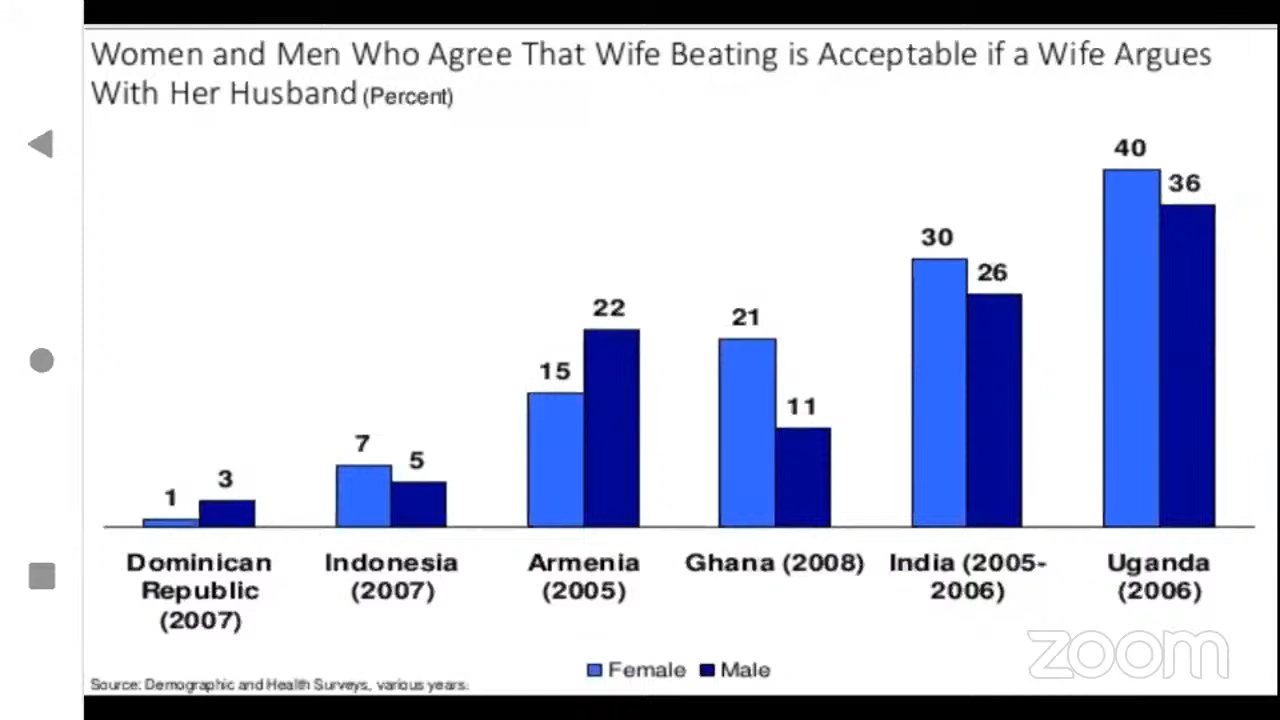 Women and Men Who Agree That Wife Beating is Acceptable if a Wife Argues
With Her Husband (Percent)
40
36
30
26
22
21
15
11
7
5
3
1
Dominican
Republic
(2007)
Indonesia
(2007)
Armenia
(2005)
Ghana (2008)
India (2005-
2006)
Uganda
(2006)
Female Male
Source: Demographic and Health Surveys, various years.
zoom